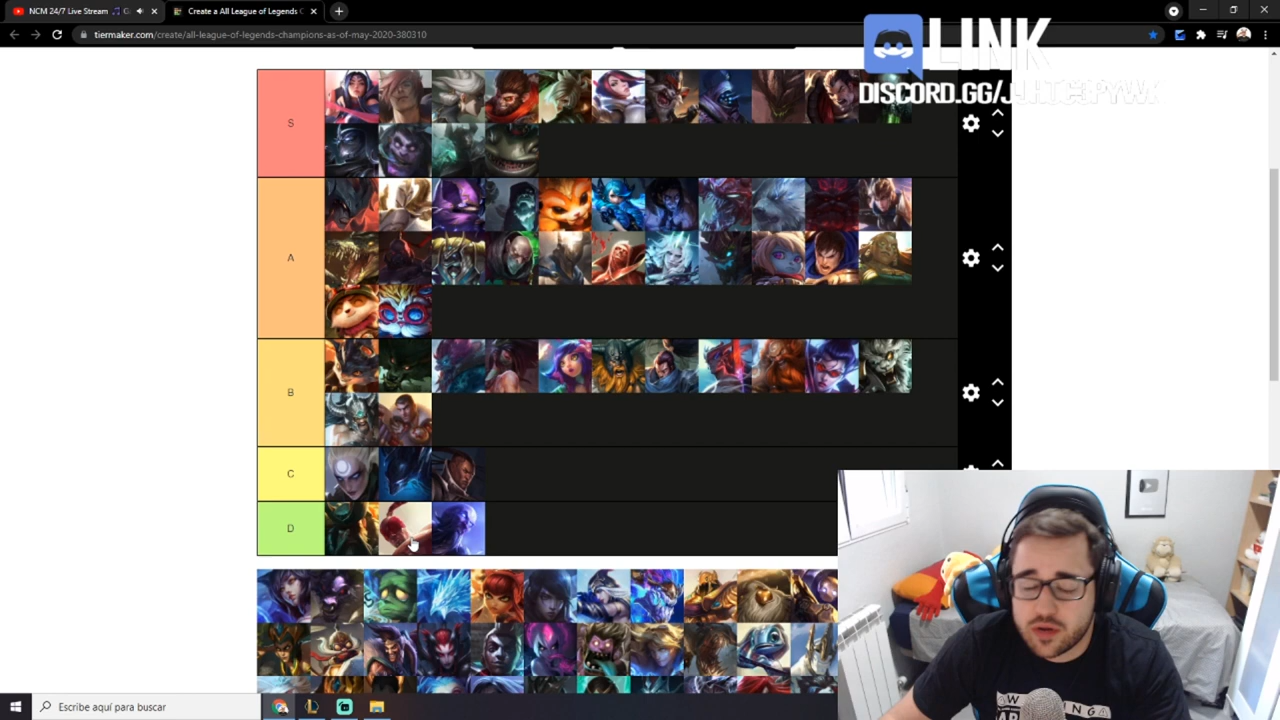 NCM 24/7 Live Stream
Create a All League of Legends C
tiermaker.com/create/all-league-of-legends-champions-as-of-may-2020-380310
LINK
DISCORD.GG/
S
A
B
C
D
Escribe aquí para buscar